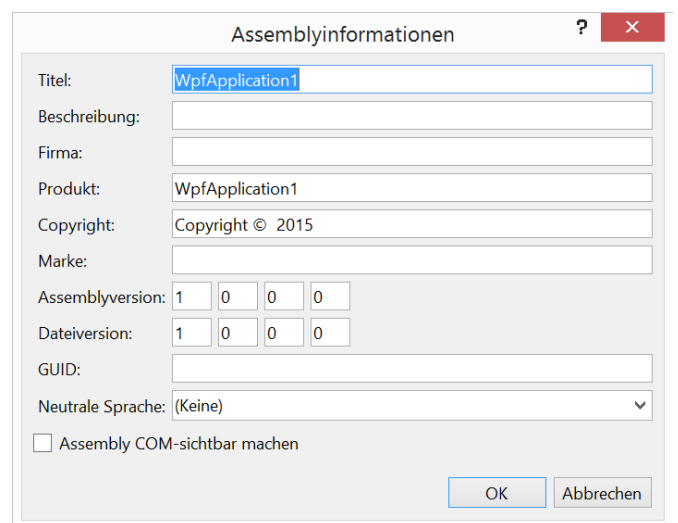 Assemblyinformationen ?
Titel: WpfApplication1
Beschreibung:
Firma:
Produkt: WpfApplication1
Copyright: Copyright ©  2015
Marke:
Assemblyversion: 1 0 0 0
Dateiversion: 1 0 0 0
GUID:
Neutrale Sprache: (Keine)
Assembly COM-sichtbar machen
OK Abbrechen